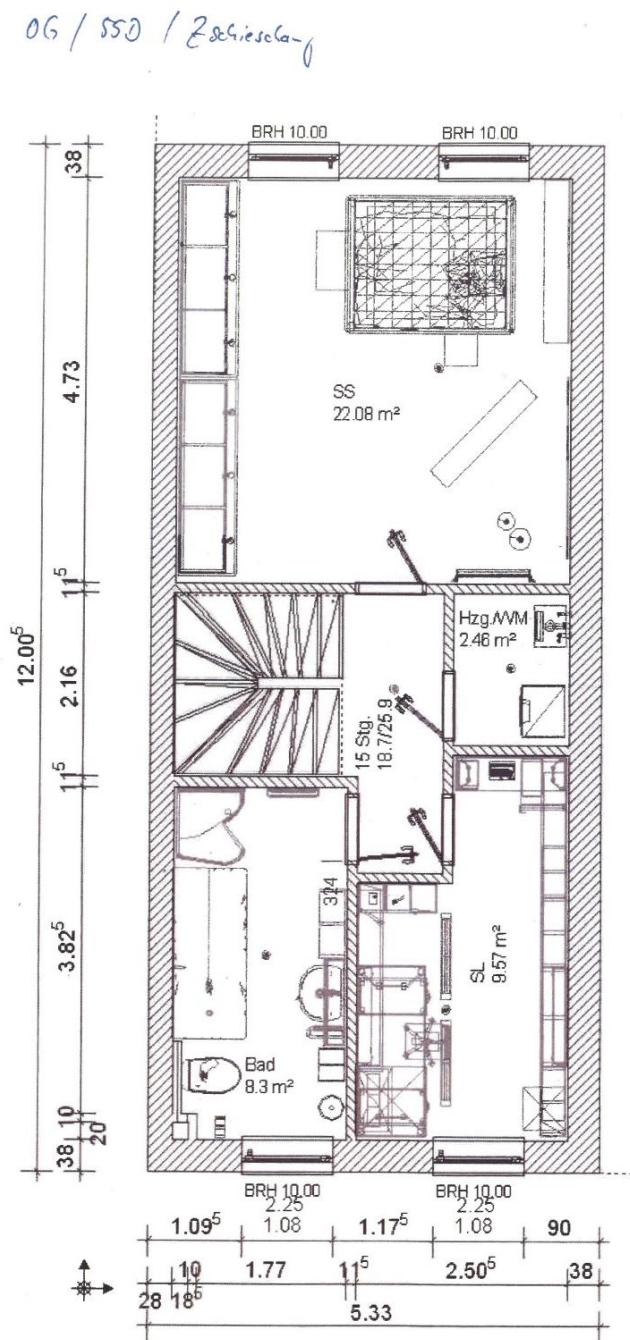 OG / SSD / Zschieschang
BRH 10.00
BRH 10.00
38
4.73
SS
22.08 m²
11⁵
12.00⁵
2.16
Hzg./WM
2.46 m²
15 Stg.
18.7/25.9
11⁵
324
3.82⁵
SL
9.57 m²
Bad
8.3 m²
10
20
38
BRH 10.00
2.25
BRH 10.00
2.25
1.09⁵
1.08
1.17⁵
1.08
90
10
1.77
11⁵
2.50⁵
38
28
18⁵
5.33